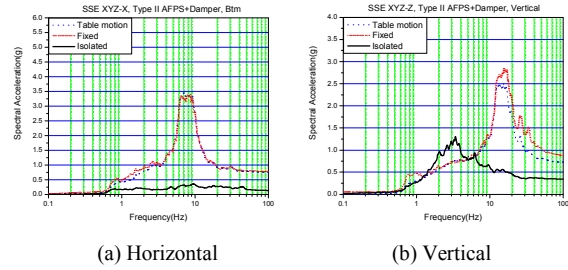 SSE XYZ-X, Type II AFPS+Damper, Btm
Table motion
Fixed
Isolated
Spectral Acceleration(g)
6.0
5.5
5.0
4.5
4.0
3.5
3.0
2.5
2.0
1.5
1.0
0.5
0.0
0.1
1
10
100
Frequency(Hz)
(a) Horizontal
SSE XYZ-Z, Type II AFPS+Damper, Vertical
Table motion
Fixed
Isolated
Spectral Acceleration(g)
4.0
3.5
3.0
2.5
2.0
1.5
1.0
0.5
0.0
0.1
1
10
100
Frequency(Hz)
(b) Vertical